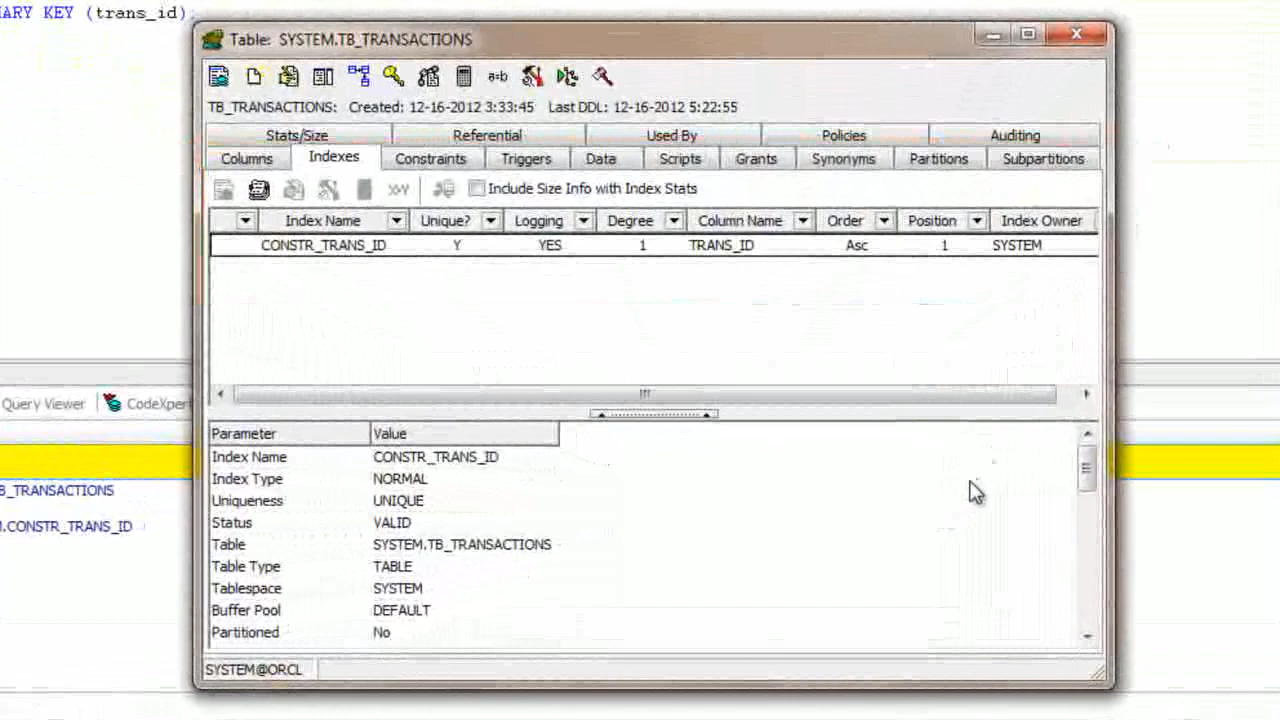 ARY KEY (trans_id);
Table: SYSTEM.TB_TRANSACTIONS
a=b
TB_TRANSACTIONS: Created: 12-16-2012 3:33:45 Last DDL: 12-16-2012 5:22:55
Stats/Size Referential Used By Policies Auditing
Columns Indexes Constraints Triggers Data Scripts Grants Synonyms Partitions Subpartitions
Include Size Info with Index Stats
Index Name Unique? Logging Degree Column Name Order Position Index Owner
CONSTR_TRANS_ID Y YES 1 TRANS_ID Asc 1 SYSTEM
Query Viewer CodeXpert
Parameter Value
Index Name CONSTR_TRANS_ID
Index Type NORMAL
B_TRANSACTIONS
Uniqueness UNIQUE
Status VALID
M.CONSTR_TRANS_ID
Table SYSTEM.TB_TRANSACTIONS
Table Type TABLE
Tablespace SYSTEM
Buffer Pool DEFAULT
Partitioned No
SYSTEM@ORCL